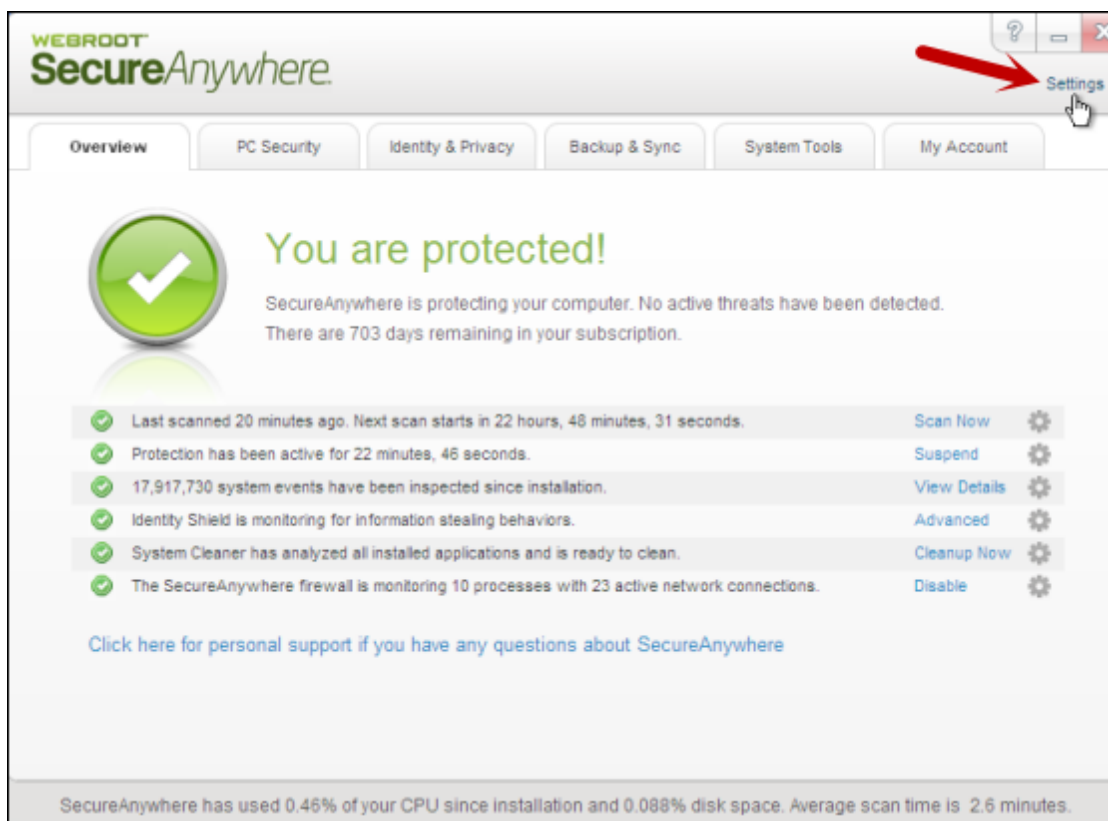 WEBROOT
SecureAnywhere.
?
Settings
Overview PC Security Identity & Privacy Backup & Sync System Tools My Account
You are protected!
SecureAnywhere is protecting your computer. No active threats have been detected.
There are 703 days remaining in your subscription.
Last scanned 20 minutes ago. Next scan starts in 22 hours, 48 minutes, 31 seconds. Scan Now
Protection has been active for 22 minutes, 46 seconds. Suspend
17,917,730 system events have been inspected since installation. View Details
Identity Shield is monitoring for information stealing behaviors. Advanced
System Cleaner has analyzed all installed applications and is ready to clean. Cleanup Now
The SecureAnywhere firewall is monitoring 10 processes with 23 active network connections. Disable
Click here for personal support if you have any questions about SecureAnywhere
SecureAnywhere has used 0.46% of your CPU since installation and 0.088% disk space. Average scan time is 2.6 minutes.